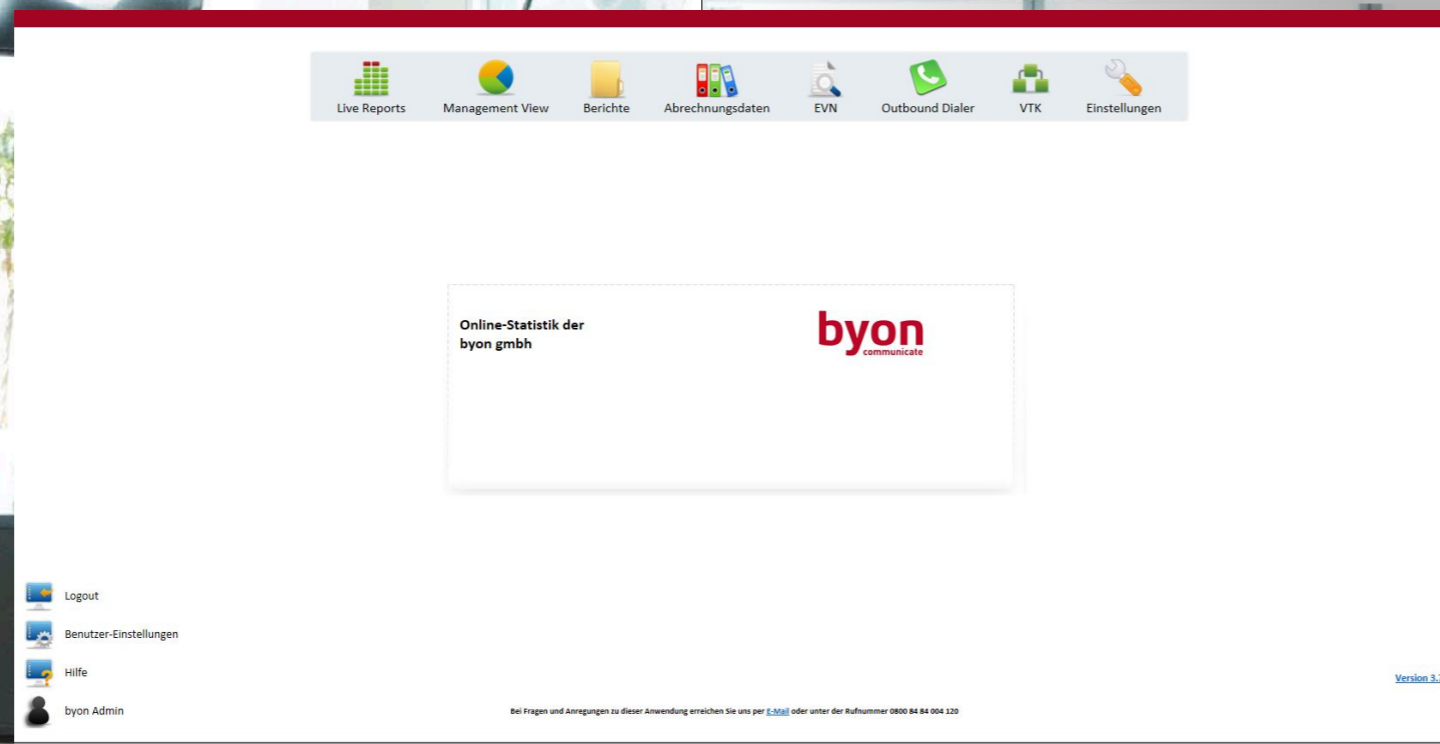 Live Reports
Management View
Berichte
Abrechnungsdaten
EVN
Outbound Dialer
VTK
Einstellungen
Online-Statistik der
byon gmbh
byon
communicate
Logout
Benutzer-Einstellungen
Hilfe
Version 3.
byon Admin
Bei Fragen und Anregungen zu dieser Anwendung erreichen Sie uns per E-Mail oder unter der Rufnummer 0800 84 84 004 120